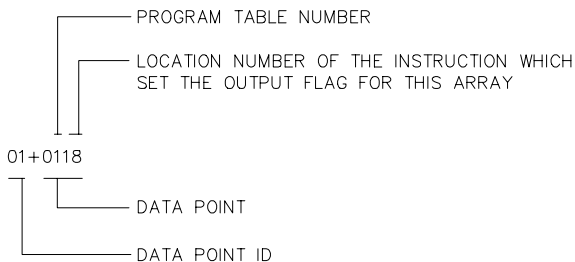 PROGRAM TABLE NUMBER
LOCATION NUMBER OF THE INSTRUCTION WHICH
SET THE OUTPUT FLAG FOR THIS ARRAY
01+0118
DATA POINT
DATA POINT ID